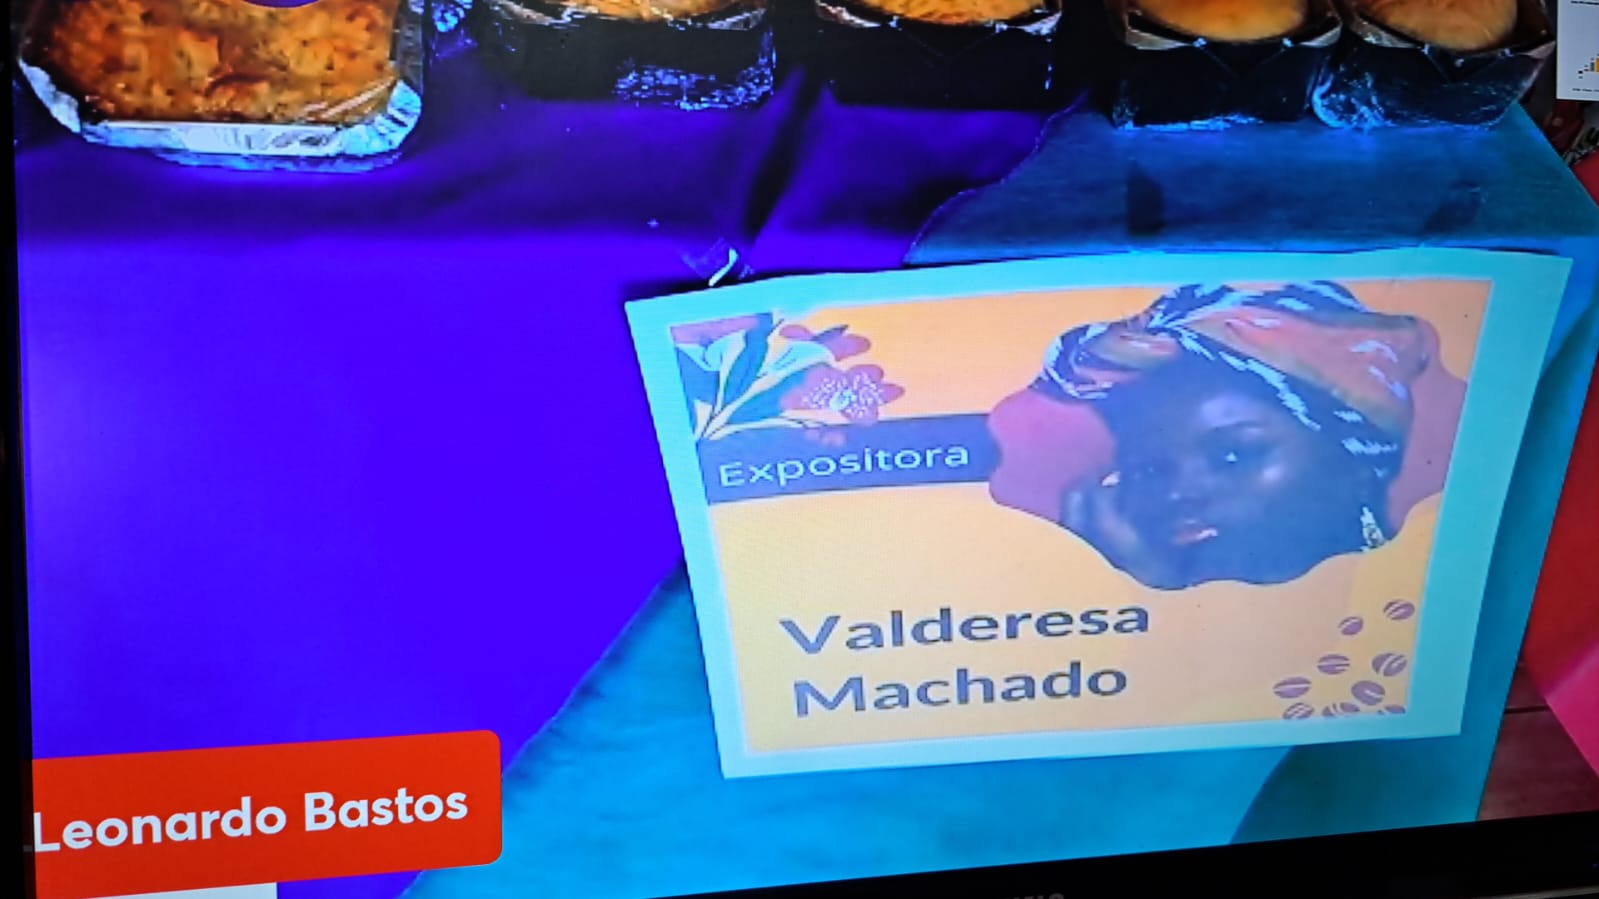 Expositora
Valderesa
Machado
Leonardo Bastos